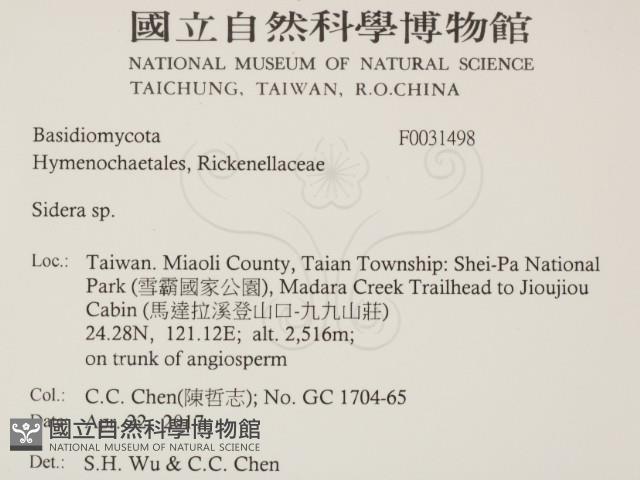 國立自然科學博物館
NATIONAL MUSEUM OF NATURAL SCIENCE
TAICHUNG, TAIWAN, R.O.CHINA
Basidiomycota F0031498
Hymenochaetales, Rickenellaceae
Sidera sp.
Loc.: Taiwan. Miaoli County, Taian Township: Shei-Pa National
Park (雪霸國家公園), Madara Creek Trailhead to Jioujiou
Cabin (馬達拉溪登山口-九九山莊)
24.28N, 121.12E; alt. 2,516m;
on trunk of angiosperm
Col.: C.C. Chen(陳哲志); No. GC 1704-65
Date: Apr. 22, 2017
國立自然科學博物館
NATIONAL MUSEUM OF NATURAL SCIENCE
Det.: S.H. Wu & C.C. Chen